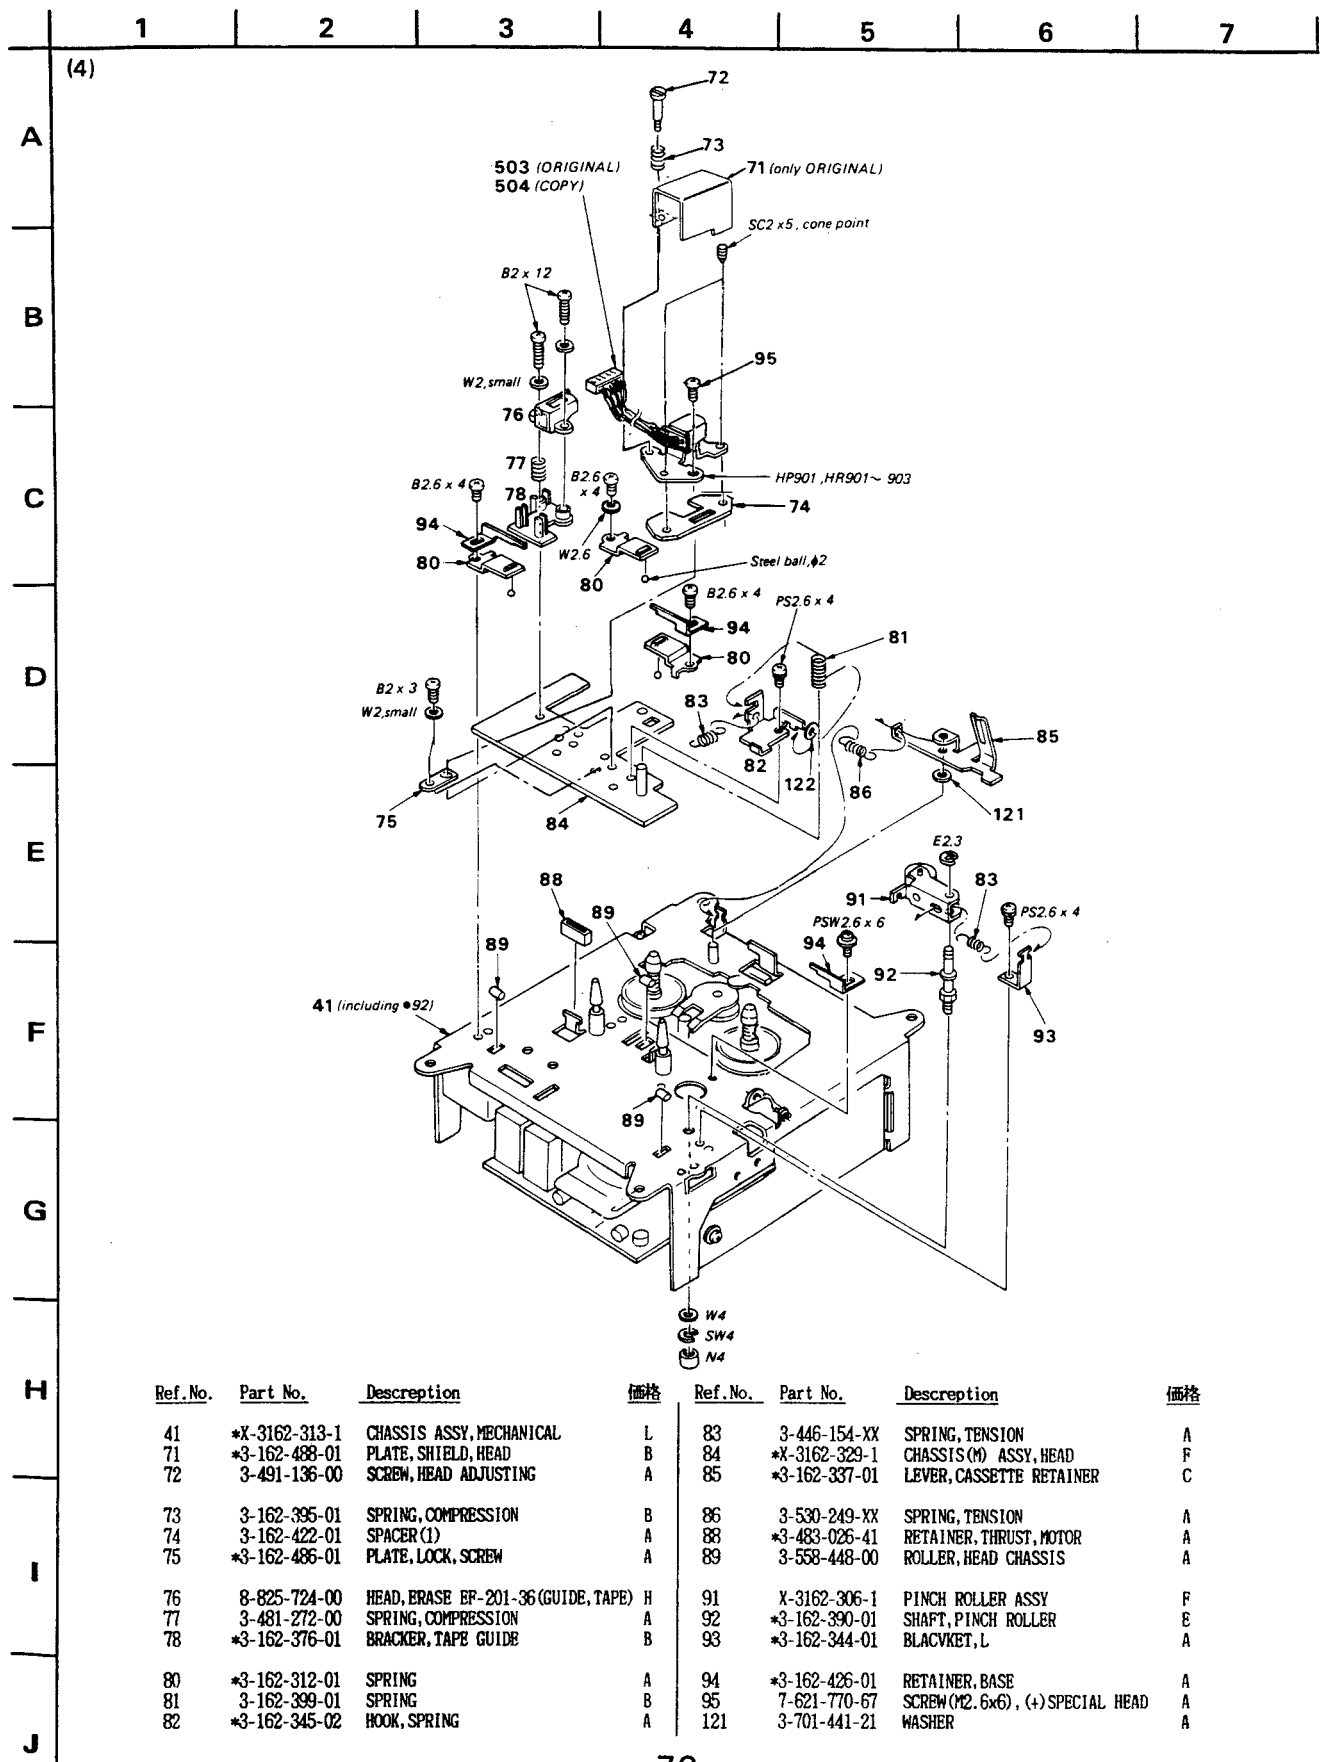 1 2 3 4 5 6 7
(4)
A
B
C
D
E
F
G
H
I
J
72
73
503 (ORIGINAL)
504 (COPY)
71 (only ORIGINAL)
SC2 x5, cone point
B2 x 12
95
W2,small
76
77
B2.6 x 4
B2.6
x 4
HP901 ,HR901~ 903
78
74
94
W2.6
80
80
Steel ball,ϕ2
B2.6 x 4
PS2.6 x 4
94
81
80
B2 x 3
83
W2,small
85
82
122
86
75
84
121
E2.3
88
91
83
89
PSW2.6 x 6
PS2.6 x 4
89
94
92
41 (including ●92)
93
89
W4
SW4
N4
Ref.No. Part No. Descreption 価格
41 *X-3162-313-1 CHASSIS ASSY,MECHANICAL L
71 *3-162-488-01 PLATE,SHIELD,HEAD B
72 3-491-136-00 SCREW,HEAD ADJUSTING A
73 3-162-395-01 SPRING,COMPRESSION B
74 3-162-422-01 SPACER(1) A
75 *3-162-486-01 PLATE,LOCK,SCREW A
76 8-825-724-00 HEAD,ERASE EF-201-36(GUIDE,TAPE) H
77 3-481-272-00 SPRING,COMPRESSION A
78 *3-162-376-01 BRACKER,TAPE GUIDE B
80 *3-162-312-01 SPRING A
81 3-162-399-01 SPRING B
82 *3-162-345-02 HOOK,SPRING A
Ref.No. Part No. Descreption 価格
83 3-446-154-XX SPRING,TENSION A
84 *X-3162-329-1 CHASSIS(M) ASSY,HEAD F
85 *3-162-337-01 LEVER,CASSETTE RETAINER C
86 3-530-249-XX SPRING,TENSION A
88 *3-483-026-41 RETAINER,THRUST,MOTOR A
89 3-558-448-00 ROLLER,HEAD CHASSIS A
91 X-3162-306-1 PINCH ROLLER ASSY F
92 *3-162-390-01 SHAFT,PINCH ROLLER E
93 *3-162-344-01 BLACVKET,L A
94 *3-162-426-01 RETAINER,BASE A
95 7-621-770-67 SCREW(M2.6x6),(+)SPECIAL HEAD A
121 3-701-441-21 WASHER A